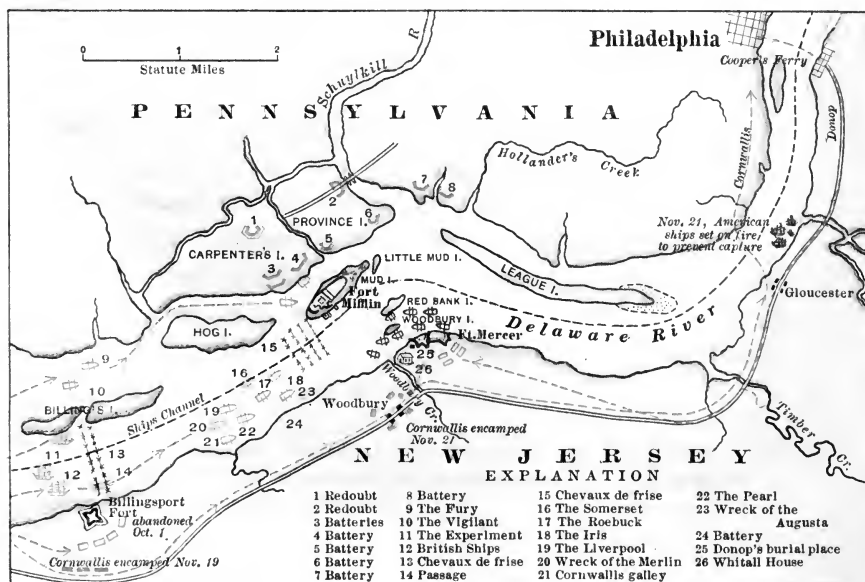 0 1 2
Statute Miles
Schuylkill R
Philadelphia
Cooper's Ferry
PENNSYLVANIA
Hollander's
Creek
Cornwallis
Donop
7
8
2
PROVINCE I.
6
1
5
CARPENTER'S I.
4
3
LITTLE MUD I.
MUD I.
Fort
Mifflin
Nov. 21, American
ships set on fire,
to prevent capture
LEAGUE I.
Gloucester
RED BANK I.
WOODBURY I.
Ft. Mercer
Delaware River
HOG I.
15
9
25
26
16
17
18
23
10
BILLING'S I.
Ships Channel
19
20
21
22
24
Woodbury
Woodbury Cr.
Timber
Cr.
11
12
13
14
Cornwallis encamped
Nov. 21
Billingsport
Fort
abandoned
Oct. 1
Cornwallis encamped Nov. 19
NEW JERSEY
EXPLANATION
1 Redoubt 8 Battery 15 Chevaux de frise 22 The Pearl
2 Redoubt 9 The Fury 16 The Somerset 23 Wreck of the
3 Batteries 10 The Vigilant 17 The Roebuck Augusta
4 Battery 11 The Experiment 18 The Iris
5 Battery 12 British Ships 19 The Liverpool 24 Battery
6 Battery 13 Chevaux de frise 20 Wreck of the Merlin 25 Donop's burial place
7 Battery 14 Passage 21 Cornwallis galley 26 Whitall House